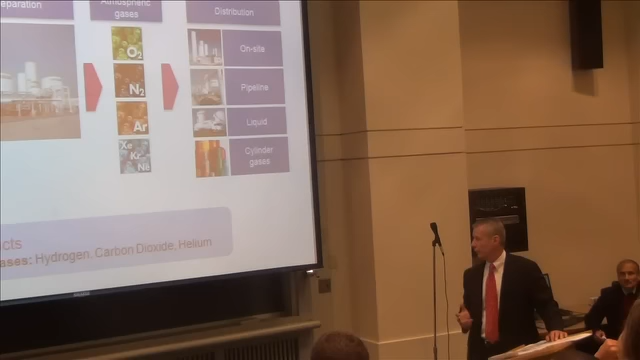 eparation
Atmospheric
gases
Distribution
O2
N2
Ar
Xe
Kr
Ne
On-site
Pipeline
Liquid
Cylinder
gases
cts
ases: Hydrogen, Carbon Dioxide, Helium